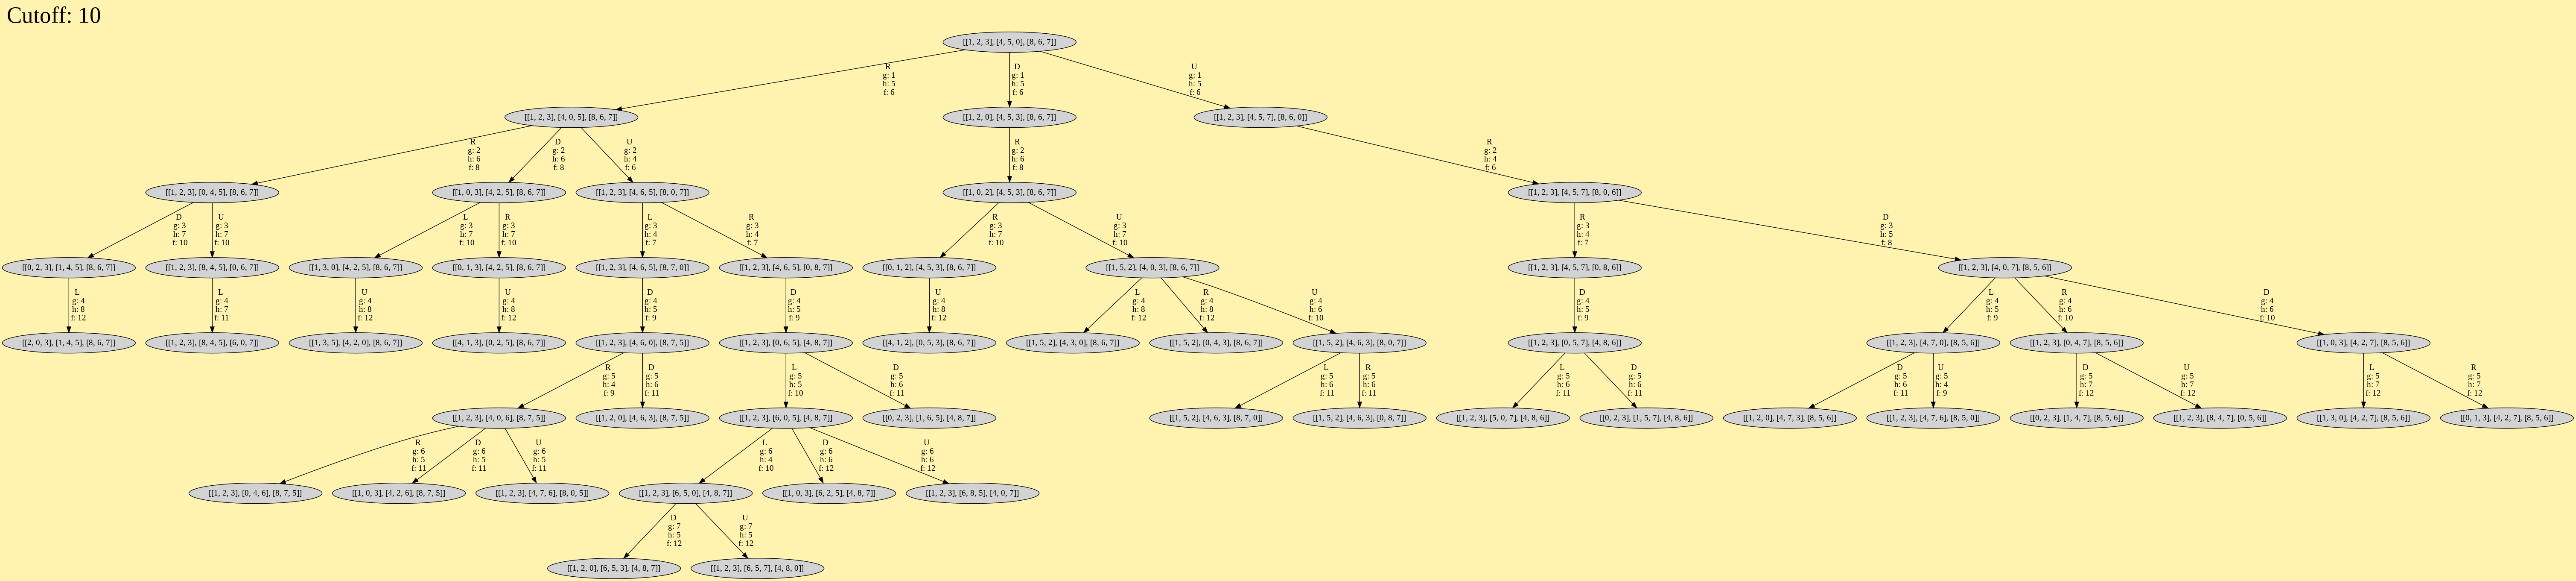 Cutoff: 10
[[1, 2, 3], [4, 5, 0], [8, 6, 7]]
R
g: 1
h: 5
f: 6
D
g: 1
h: 5
f: 6
U
g: 1
h: 5
f: 6
[[1, 2, 3], [4, 0, 5], [8, 6, 7]]
[[1, 2, 0], [4, 5, 3], [8, 6, 7]]
[[1, 2, 3], [4, 5, 7], [8, 6, 0]]
R
g: 2
h: 6
f: 8
D
g: 2
h: 6
f: 8
U
g: 2
h: 4
f: 6
R
g: 2
h: 6
f: 8
R
g: 2
h: 4
f: 6
[[1, 2, 3], [0, 4, 5], [8, 6, 7]]
[[1, 0, 3], [4, 2, 5], [8, 6, 7]]
[[1, 2, 3], [4, 6, 5], [8, 0, 7]]
[[1, 0, 2], [4, 5, 3], [8, 6, 7]]
[[1, 2, 3], [4, 5, 7], [8, 0, 6]]
D
g: 3
h: 7
f: 10
U
g: 3
h: 7
f: 10
L
g: 3
h: 7
f: 10
R
g: 3
h: 7
f: 10
L
g: 3
h: 4
f: 7
R
g: 3
h: 4
f: 7
R
g: 3
h: 7
f: 10
U
g: 3
h: 7
f: 10
R
g: 3
h: 4
f: 7
D
g: 3
h: 5
f: 8
[[0, 2, 3], [1, 4, 5], [8, 6, 7]]
[[1, 2, 3], [8, 4, 5], [0, 6, 7]]
[[1, 3, 0], [4, 2, 5], [8, 6, 7]]
[[0, 1, 3], [4, 2, 5], [8, 6, 7]]
[[1, 2, 3], [4, 6, 5], [8, 7, 0]]
[[1, 2, 3], [4, 6, 5], [0, 8, 7]]
[[0, 1, 2], [4, 5, 3], [8, 6, 7]]
[[1, 5, 2], [4, 0, 3], [8, 6, 7]]
[[1, 2, 3], [4, 5, 7], [0, 8, 6]]
[[1, 2, 3], [4, 0, 7], [8, 5, 6]]
L
g: 4
h: 8
f: 12
L
g: 4
h: 7
f: 11
U
g: 4
h: 8
f: 12
U
g: 4
h: 8
f: 12
D
g: 4
h: 5
f: 9
D
g: 4
h: 5
f: 9
U
g: 4
h: 8
f: 12
L
g: 4
h: 8
f: 12
R
g: 4
h: 8
f: 12
U
g: 4
h: 6
f: 10
D
g: 4
h: 5
f: 9
L
g: 4
h: 5
f: 9
R
g: 4
h: 6
f: 10
D
g: 4
h: 6
f: 10
[[2, 0, 3], [1, 4, 5], [8, 6, 7]]
[[1, 2, 3], [8, 4, 5], [6, 0, 7]]
[[1, 3, 5], [4, 2, 0], [8, 6, 7]]
[[4, 1, 3], [0, 2, 5], [8, 6, 7]]
[[1, 2, 3], [4, 6, 0], [8, 7, 5]]
[[1, 2, 3], [0, 6, 5], [4, 8, 7]]
[[4, 1, 2], [0, 5, 3], [8, 6, 7]]
[[1, 5, 2], [4, 3, 0], [8, 6, 7]]
[[1, 5, 2], [0, 4, 3], [8, 6, 7]]
[[1, 5, 2], [4, 6, 3], [8, 0, 7]]
[[1, 2, 3], [0, 5, 7], [4, 8, 6]]
[[1, 2, 3], [4, 7, 0], [8, 5, 6]]
[[1, 2, 3], [0, 4, 7], [8, 5, 6]]
[[1, 0, 3], [4, 2, 7], [8, 5, 6]]
R
g: 5
h: 4
f: 9
D
g: 5
h: 6
f: 11
L
g: 5
h: 5
f: 10
D
g: 5
h: 6
f: 11
L
g: 5
h: 6
f: 11
R
g: 5
h: 6
f: 11
L
g: 5
h: 6
f: 11
D
g: 5
h: 6
f: 11
D
g: 5
h: 6
f: 11
U
g: 5
h: 4
f: 9
D
g: 5
h: 7
f: 12
U
g: 5
h: 7
f: 12
L
g: 5
h: 7
f: 12
R
g: 5
h: 7
f: 12
[[1, 2, 3], [4, 0, 6], [8, 7, 5]]
[[1, 2, 0], [4, 6, 3], [8, 7, 5]]
[[1, 2, 3], [6, 0, 5], [4, 8, 7]]
[[0, 2, 3], [1, 6, 5], [4, 8, 7]]
[[1, 5, 2], [4, 6, 3], [8, 7, 0]]
[[1, 5, 2], [4, 6, 3], [0, 8, 7]]
[[1, 2, 3], [5, 0, 7], [4, 8, 6]]
[[0, 2, 3], [1, 5, 7], [4, 8, 6]]
[[1, 2, 0], [4, 7, 3], [8, 5, 6]]
[[1, 2, 3], [4, 7, 6], [8, 5, 0]]
[[0, 2, 3], [1, 4, 7], [8, 5, 6]]
[[1, 2, 3], [8, 4, 7], [0, 5, 6]]
[[1, 3, 0], [4, 2, 7], [8, 5, 6]]
[[0, 1, 3], [4, 2, 7], [8, 5, 6]]
R
g: 6
h: 5
f: 11
D
g: 6
h: 5
f: 11
U
g: 6
h: 5
f: 11
L
g: 6
h: 4
f: 10
D
g: 6
h: 6
f: 12
U
g: 6
h: 6
f: 12
[[1, 2, 3], [0, 4, 6], [8, 7, 5]]
[[1, 0, 3], [4, 2, 6], [8, 7, 5]]
[[1, 2, 3], [4, 7, 6], [8, 0, 5]]
[[1, 2, 3], [6, 5, 0], [4, 8, 7]]
[[1, 0, 3], [6, 2, 5], [4, 8, 7]]
[[1, 2, 3], [6, 8, 5], [4, 0, 7]]
D
g: 7
h: 5
f: 12
U
g: 7
h: 5
f: 12
[[1, 2, 0], [6, 5, 3], [4, 8, 7]]
[[1, 2, 3], [6, 5, 7], [4, 8, 0]]